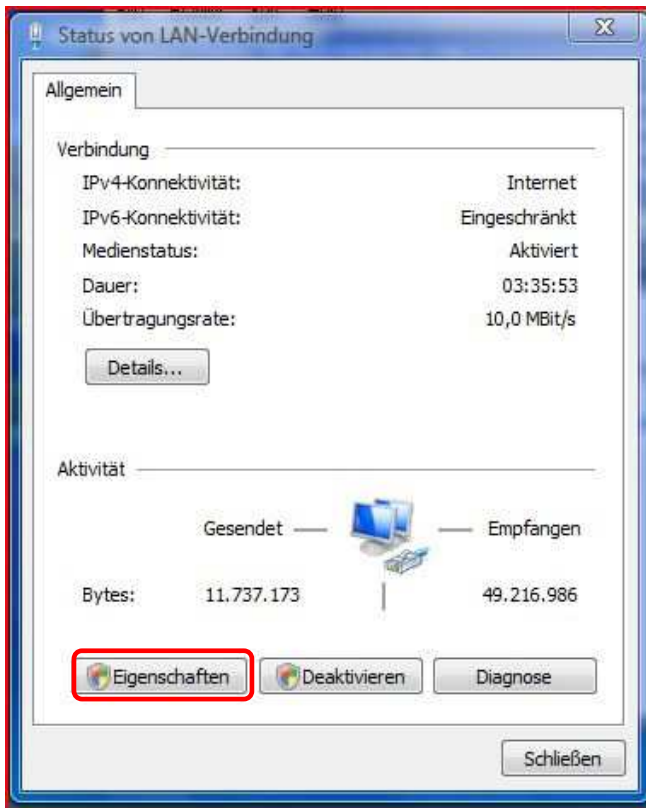 Status von LAN-Verbindung
Allgemein
Verbindung
IPv4-Konnektivität: Internet
IPv6-Konnektivität: Eingeschränkt
Medienstatus: Aktiviert
Dauer: 03:35:53
Übertragungsrate: 10,0 MBit/s
Details...
Aktivität
Gesendet Empfangen
Bytes: 11.737.173 49.216.986
Eigenschaften Deaktivieren Diagnose
Schließen